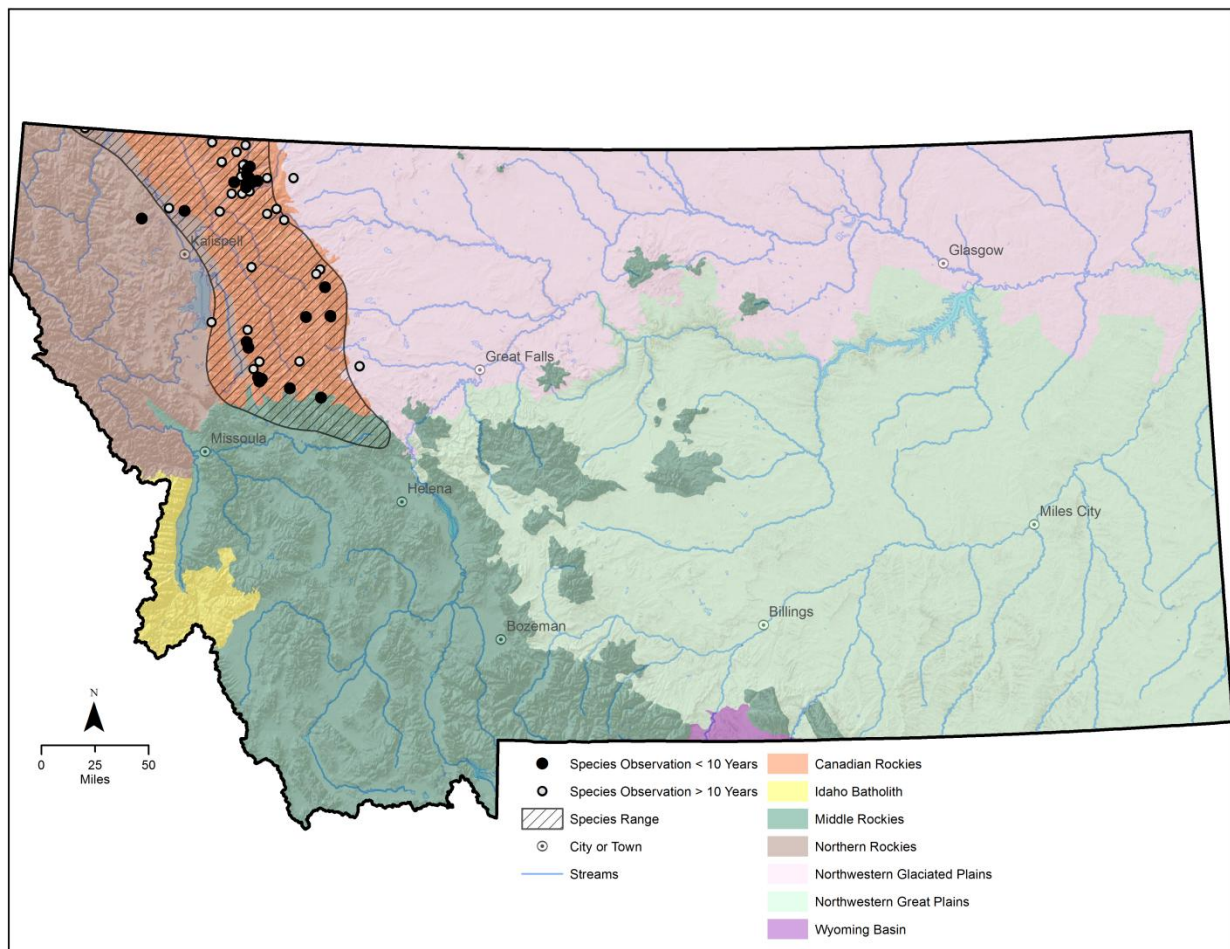 Kalispell
Glasgow
Great Falls
Missoula
Helena
Miles City
Billings
Bozeman
N
0 25 50
Miles
Species Observation < 10 Years
Species Observation > 10 Years
Species Range
City or Town
Streams
Canadian Rockies
Idaho Batholith
Middle Rockies
Northern Rockies
Northwestern Glaciated Plains
Northwestern Great Plains
Wyoming Basin